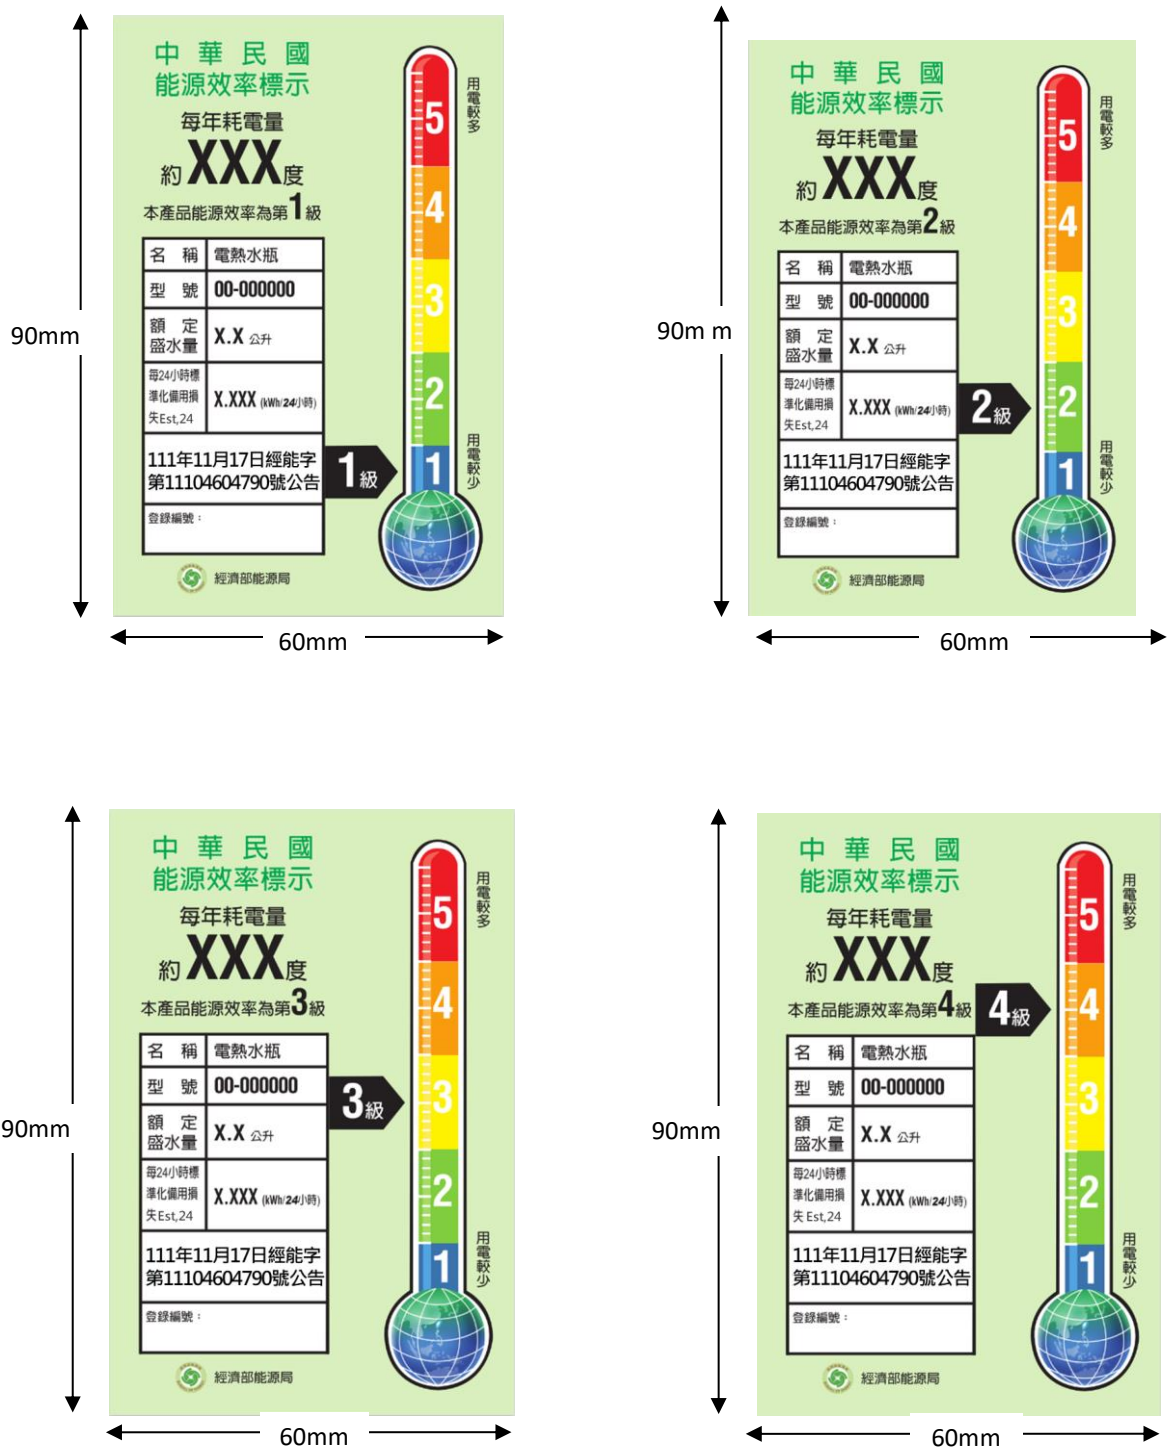 中華民國
能源效率標示
每年耗電量
約XXX度
本產品能源效率為第1級
名稱 電熱水瓶
型號 00-000000
額定
盛水量 X.X 公升
每24小時標
準化備用損
失Est,24
X.XXX (kWh/24小時)
111年11月17日經能字
第11104604790號公告
登錄編號：
經濟部能源局
1級
用電較多
5
4
3
2
1
用電較少
90mm
60mm
中華民國
能源效率標示
每年耗電量
約XXX度
本產品能源效率為第2級
名稱 電熱水瓶
型號 00-000000
額定
盛水量 X.X 公升
每24小時標
準化備用損
失Est,24
X.XXX (kWh/24小時)
111年11月17日經能字
第11104604790號公告
登錄編號：
經濟部能源局
2級
用電較多
5
4
3
2
1
用電較少
90m m
60mm
中華民國
能源效率標示
每年耗電量
約XXX度
本產品能源效率為第3級
名稱 電熱水瓶
型號 00-000000
額定
盛水量 X.X 公升
每24小時標
準化備用損
失Est,24
X.XXX (kWh/24小時)
111年11月17日經能字
第11104604790號公告
登錄編號：
經濟部能源局
3級
用電較多
5
4
3
2
1
用電較少
90mm
60mm
中華民國
能源效率標示
每年耗電量
約XXX度
本產品能源效率為第4級
名稱 電熱水瓶
型號 00-000000
額定
盛水量 X.X 公升
每24小時標
準化備用損
失Est,24
X.XXX (kWh/24小時)
111年11月17日經能字
第11104604790號公告
登錄編號：
經濟部能源局
4級
用電較多
5
4
3
2
1
用電較少
90mm
60mm